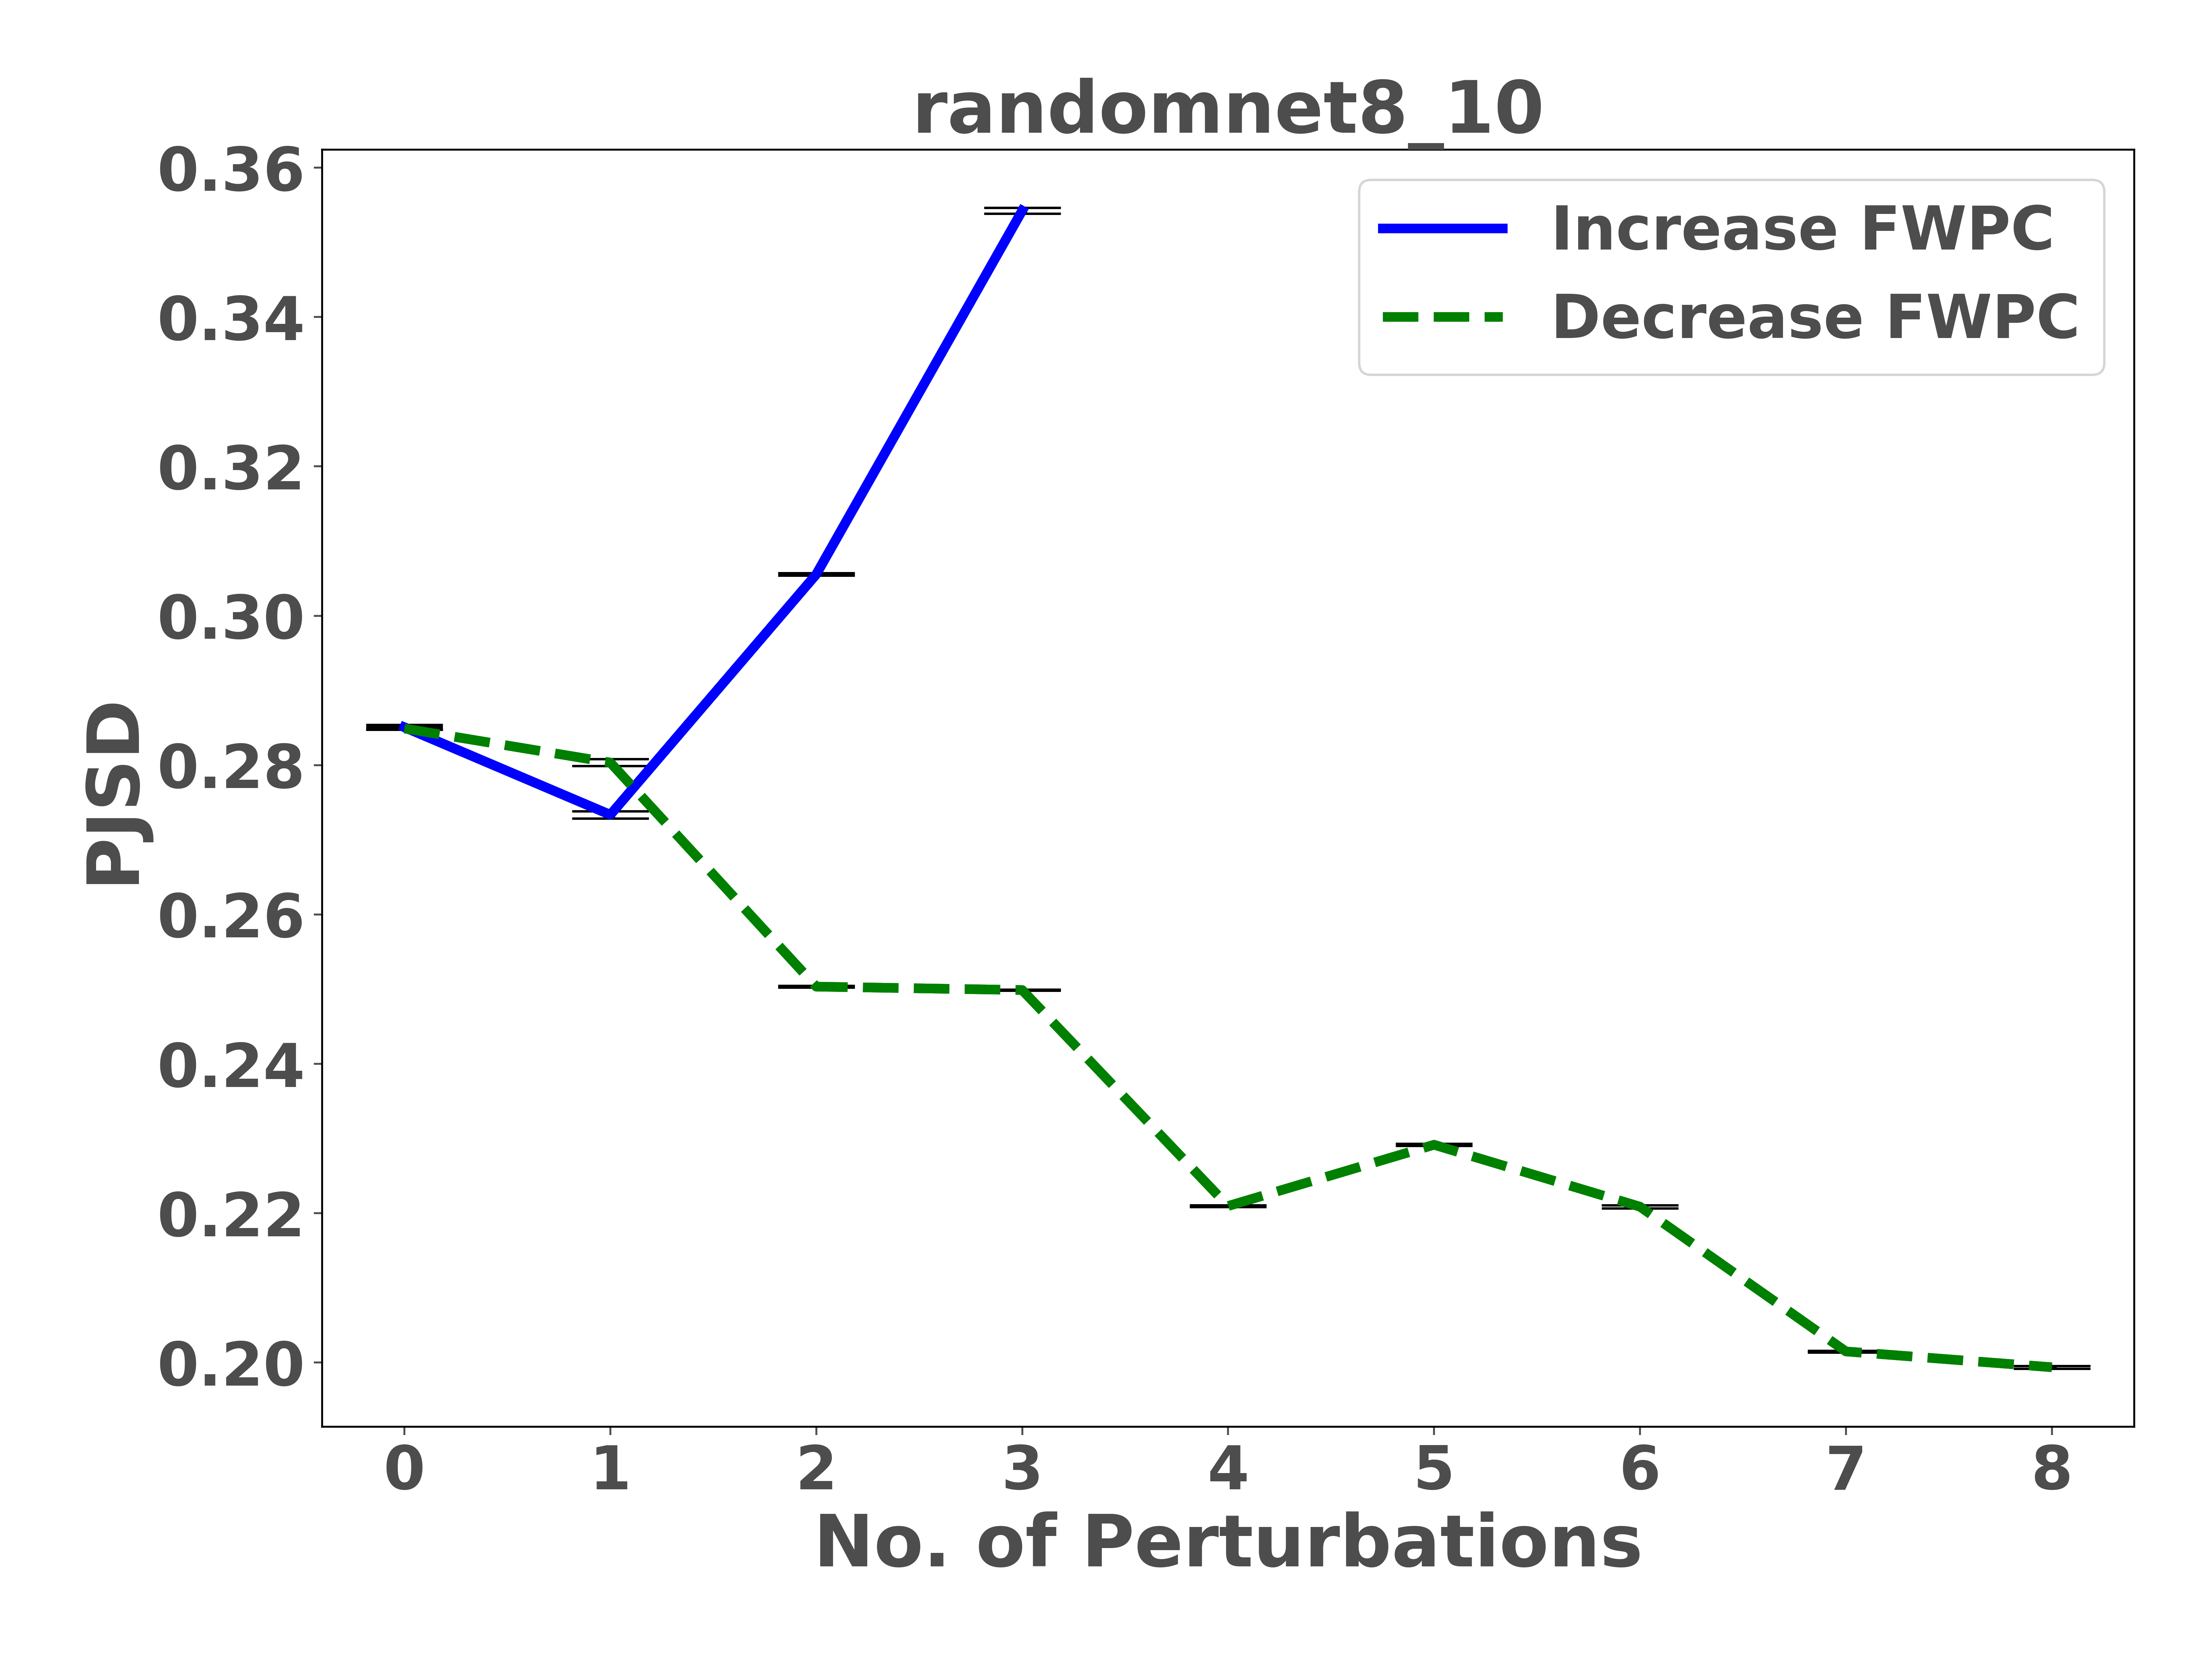 randomnet8_10
0.36
0.34
0.32
0.30
0.28
0.26
0.24
0.22
0.20
PJSD
Increase FWPC
Decrease FWPC
0 1 2 3 4 5 6 7 8
No. of Perturbations